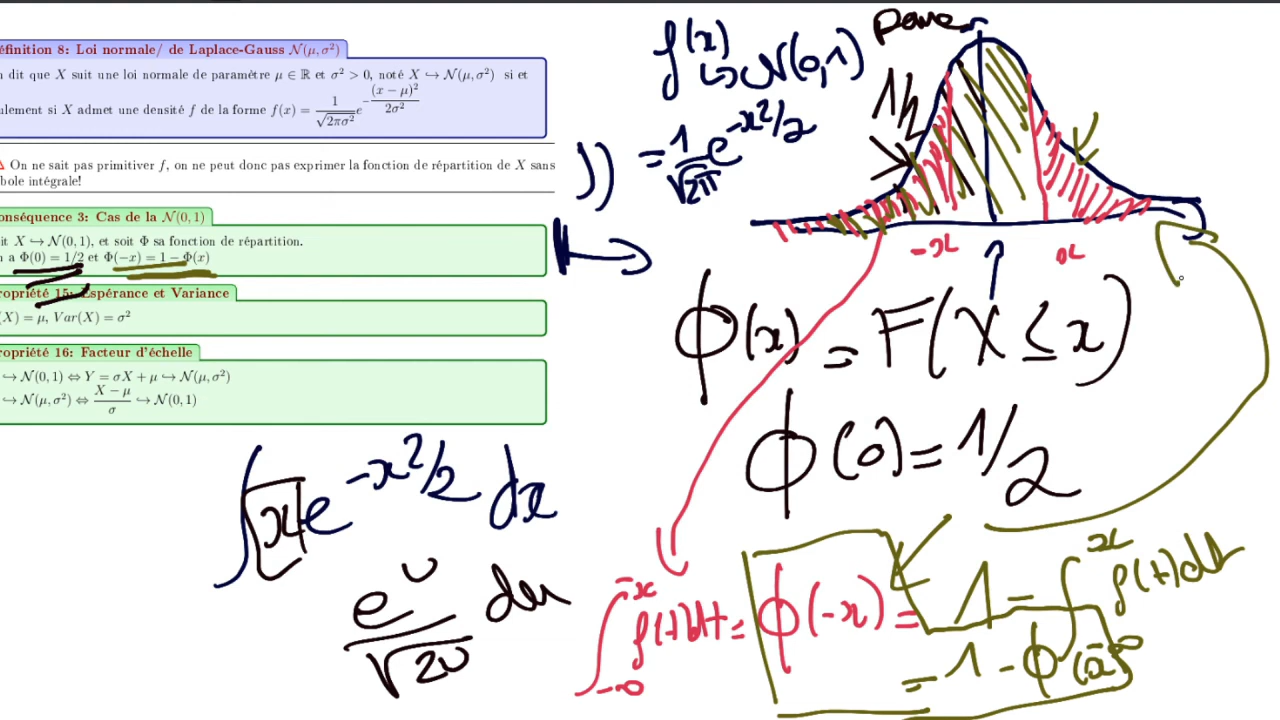 éfinition 8: Loi normale/ de Laplace-Gauss 𝒩(μ, σ²)
n dit que X suit une loi normale de paramètre μ ∈ ℝ et σ² > 0, noté X ↪ 𝒩(μ, σ²) si et
ulement si X admet une densité f de la forme f(x) = 1/√(2πσ²) e^−(x − μ)²/2σ²
On ne sait pas primitiver f, on ne peut donc pas exprimer la fonction de répartition de X sans
bole intégrale!
onséquence 3: Cas de la 𝒩(0, 1)
it X ↪ 𝒩(0, 1), et soit Φ sa fonction de répartition.
n a Φ(0) = 1/2 et Φ(−x) = 1 − Φ(x)
ropriété 15: Espérance et Variance
(X) = μ, Var(X) = σ²
ropriété 16: Facteur d'échelle
↪ 𝒩(0, 1) ⇔ Y = σX + μ ↪ 𝒩(μ, σ²)
↪ 𝒩(μ, σ²) ⇔ (X − μ)/σ ↪ 𝒩(0, 1)
∫ x e^−x²/2 dx
e^u/√2u du
f(x) ↪ N(0,1)
= 1/√2π e^−x²/2
1/2
−x x
Φ(x) = F(X ≤ x)
Φ(0) = 1/2
∫_−∞^−x f(t)dt = Φ(−x) = 1 − ∫_−∞^x f(t)dt
= 1 − Φ(x)